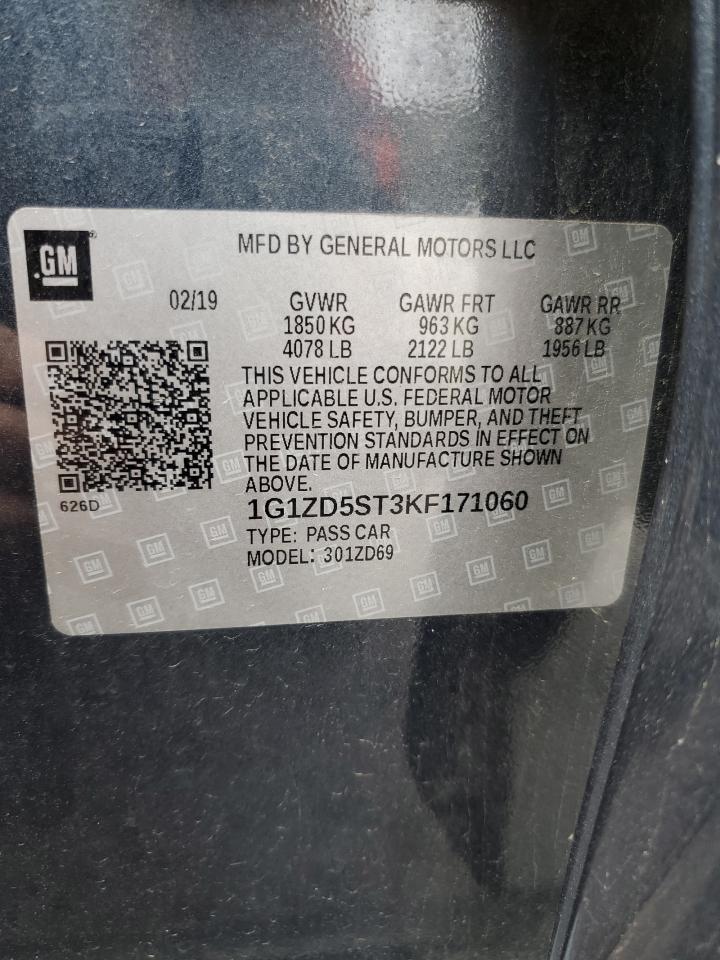 GM
MFD BY GENERAL MOTORS LLC
02/19 GVWR GAWR FRT GAWR RR
1850 KG 963 KG 887 KG
4078 LB 2122 LB 1956 LB
THIS VEHICLE CONFORMS TO ALL
APPLICABLE U.S. FEDERAL MOTOR
VEHICLE SAFETY, BUMPER, AND THEFT
PREVENTION STANDARDS IN EFFECT ON
THE DATE OF MANUFACTURE SHOWN
ABOVE.
626D
1G1ZD5ST3KF171060
TYPE: PASS CAR
MODEL: 301ZD69